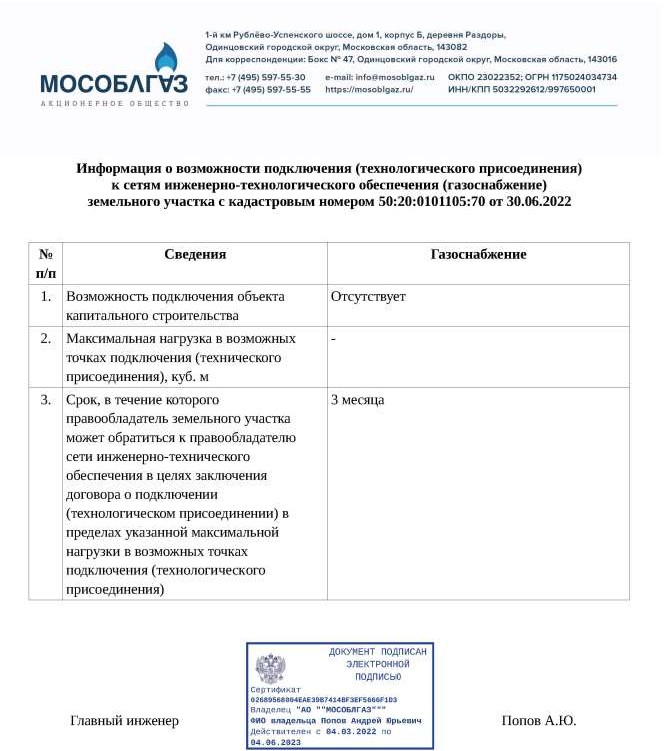 МОСОБЛГАЗ
АКЦИОНЕРНОЕ ОБЩЕСТВО
1-й км Рублёво-Успенского шоссе, дом 1, корпус Б, деревня Раздоры,
Одинцовский городской округ, Московская область, 143082
Для корреспонденции: Бокс № 47, Одинцовский городской округ, Московская область, 143016
тел.: +7 (495) 597-55-30 e-mail: info@mosoblgaz.ru ОКПО 23022352; ОГРН 1175024034734
факс: +7 (495) 597-55-55 https://mosoblgaz.ru/ ИНН/КПП 5032292612/997650001
Информация о возможности подключения (технологического присоединения)
к сетям инженерно-технологического обеспечения (газоснабжение)
земельного участка с кадастровым номером 50:20:0101105:70 от 30.06.2022
№ п/п Сведения Газоснабжение
1. Возможность подключения объекта Отсутствует
капитального строительства
2. Максимальная нагрузка в возможных -
точках подключения (технического
присоединения), куб. м
3. Срок, в течение которого 3 месяца
правообладатель земельного участка
может обратиться к правообладателю
сети инженерно-технического
обеспечения в целях заключения
договора о подключении
(технологическом присоединении) в
пределах указанной максимальной
нагрузки в возможных точках
подключения (технологического
присоединения)
ДОКУМЕНТ ПОДПИСАН
ЭЛЕКТРОННОЙ
ПОДПИСЬЮ
Сертификат
Владелец "АО ""МОСОБЛГАЗ"""
ФИО владельца Попов Андрей Юрьевич
Действителен с 04.03.2022 по
04.06.2023
Главный инженер Попов А.Ю.